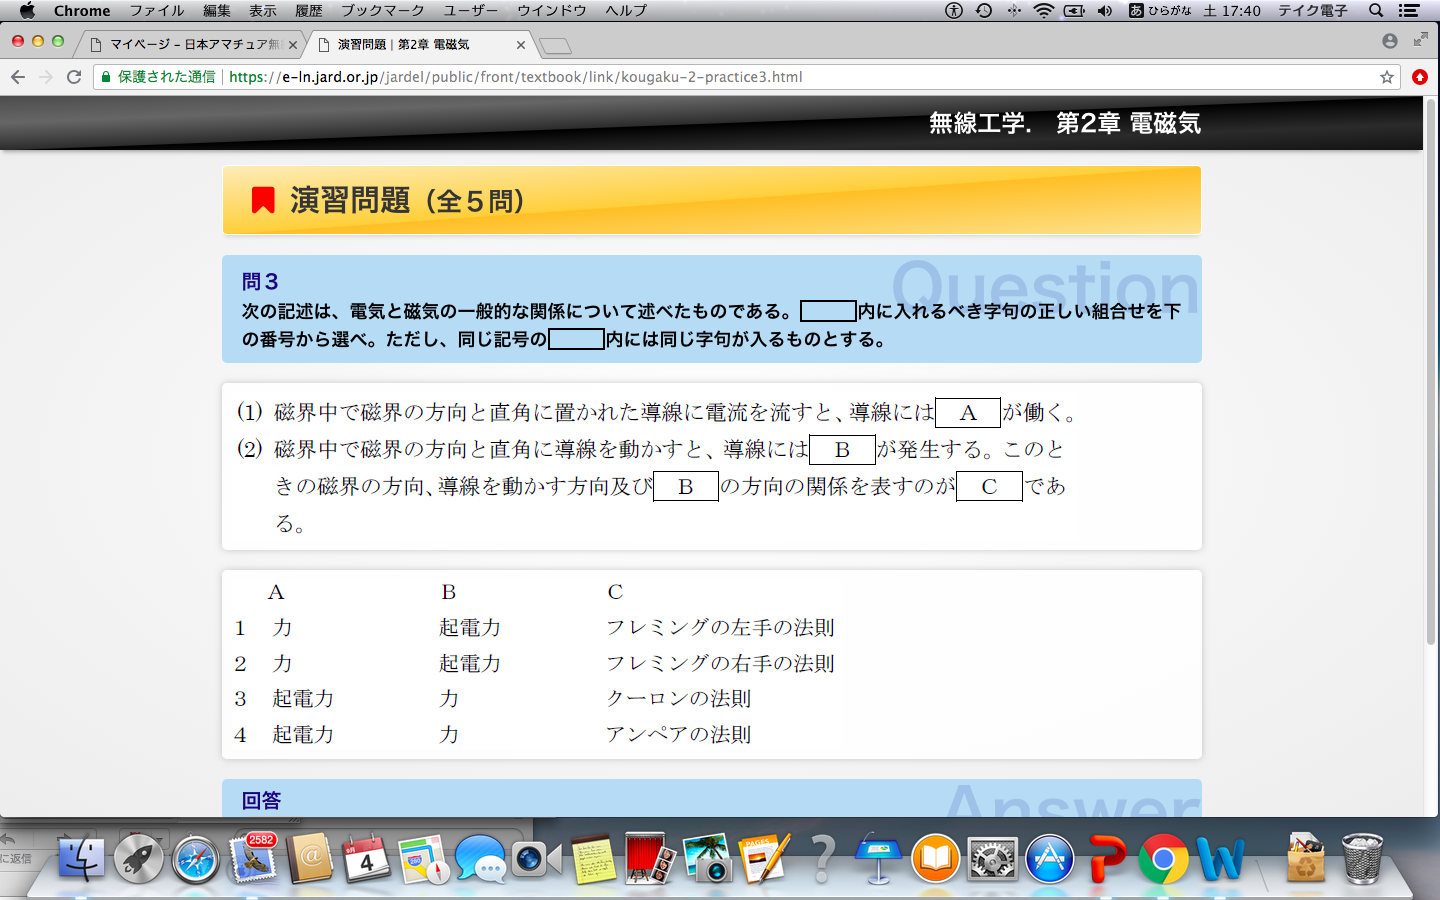 Chrome ファイル 編集 表示 履歴 ブックマーク ユーザー ウインドウ ヘルプ あ ひらがな 土 17:40 テイク電子
マイページ – 日本アマチュア無 演習問題 | 第2章 電磁気
保護された通信 https://e-ln.jard.or.jp/jardel/public/front/textbook/link/kougaku-2-practice3.html
無線工学. 第2章 電磁気
演習問題（全５問）
Question
問３
次の記述は、電気と磁気の一般的な関係について述べたものである。 内に入れるべき字句の正しい組合せを下
の番号から選べ。ただし、同じ記号の 内には同じ字句が入るものとする。
(1) 磁界中で磁界の方向と直角に置かれた導線に電流を流すと、導線には A が働く。
(2) 磁界中で磁界の方向と直角に導線を動かすと、導線には B が発生する。このと
きの磁界の方向、導線を動かす方向及び B の方向の関係を表すのが C であ
る。
A B C
1 力 起電力 フレミングの左手の法則
2 力 起電力 フレミングの右手の法則
3 起電力 力 クーロンの法則
4 起電力 力 アンペアの法則
回答 Answer
に返信
2582
9月
4
280
PAGES